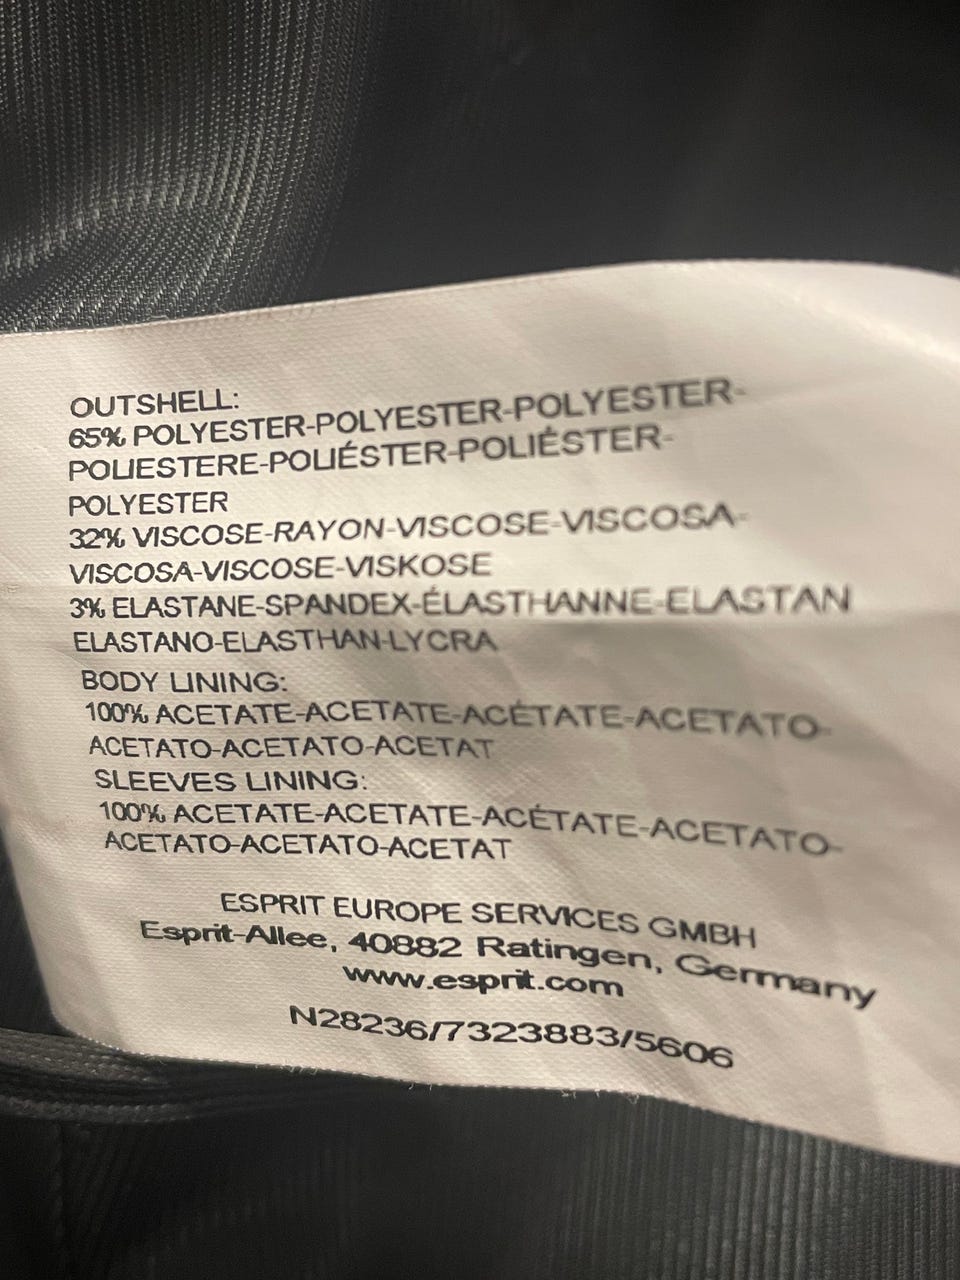 OUTSHELL:
65% POLYESTER-POLYESTER-POLYESTER-
POLIESTERE-POLIÉSTER-POLIÉSTER-
POLYESTER
32% VISCOSE-RAYON-VISCOSE-VISCOSA-
VISCOSA-VISCOSE-VISKOSE
3% ELASTANE-SPANDEX-ÉLASTHANNE-ELASTAN
ELASTANO-ELASTHAN-LYCRA
BODY LINING:
100% ACETATE-ACETATE-ACÉTATE-ACETATO-
ACETATO-ACETATO-ACETAT
SLEEVES LINING:
100% ACETATE-ACETATE-ACÉTATE-ACETATO-
ACETATO-ACETATO-ACETAT
ESPRIT EUROPE SERVICES GMBH
Esprit-Allee, 40882 Ratingen, Germany
www.esprit.com
N28236/7323883/5606